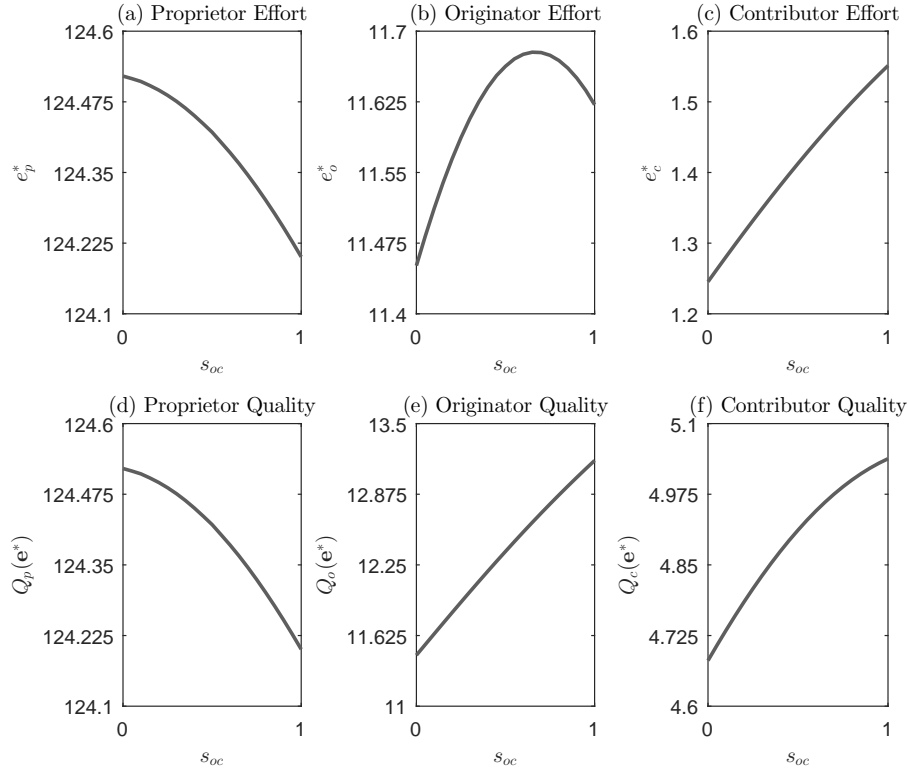 (a) Proprietor Effort
124.6
124.475
124.35
124.225
124.1
e*p
0
1
soc
(b) Originator Effort
11.7
11.625
11.55
11.475
11.4
e*o
0
1
soc
(c) Contributor Effort
1.6
1.5
1.4
1.3
1.2
e*c
0
1
soc
(d) Proprietor Quality
124.6
124.475
124.35
124.225
124.1
Qp(e*)
0
1
soc
(e) Originator Quality
13.5
12.875
12.25
11.625
11
Qo(e*)
0
1
soc
(f) Contributor Quality
5.1
4.975
4.85
4.725
4.6
Qc(e*)
0
1
soc